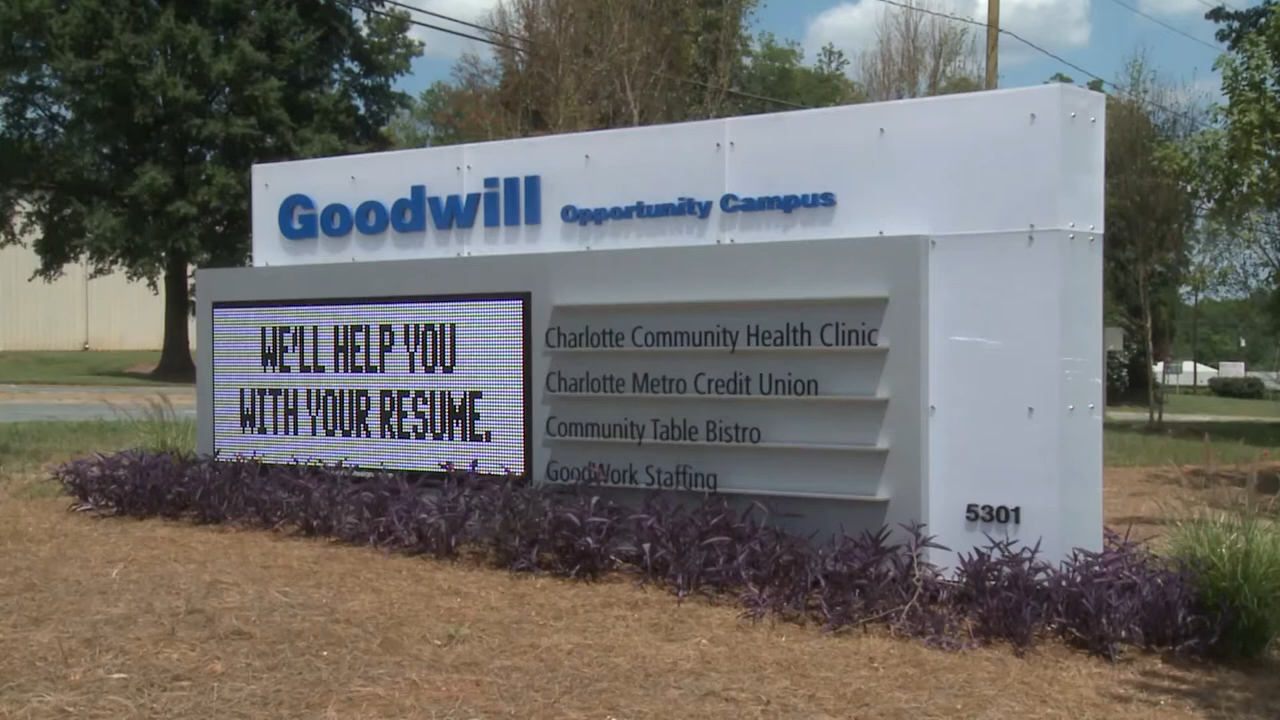 Goodwill Opportunity Campus
WE'LL HELP YOU
WITH YOUR RESUME.
Charlotte Community Health Clinic
Charlotte Metro Credit Union
Community Table Bistro
GoodWork Staffing
5301